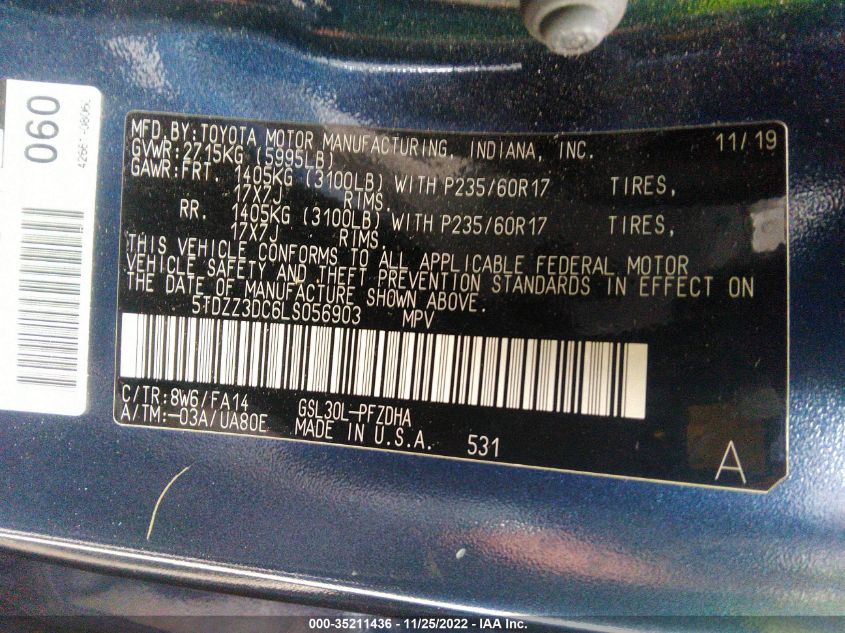 060
MFD.BY:TOYOTA MOTOR MANUFACTURING, INDIANA, INC. 11/19
GVWR:2715KG (5995LB)
GAWR:FRT. 1405KG (3100LB) WITH P235/60R17 TIRES,
17X7J RIMS,
RR. 1405KG (3100LB) WITH P235/60R17 TIRES,
17X7J RIMS,
THIS VEHICLE CONFORMS TO ALL APPLICABLE FEDERAL MOTOR
VEHICLE SAFETY AND THEFT PREVENTION STANDARDS IN EFFECT ON
THE DATE OF MANUFACTURE SHOWN ABOVE.
5TDZZ3DC6LS056903 MPV
C/TR:8W6/FA14 GSL30L-PFZDHA
A/TM:-03A/UA80E MADE IN U.S.A. 531
A
000-35211436 - 11/25/2022 - IAA Inc.